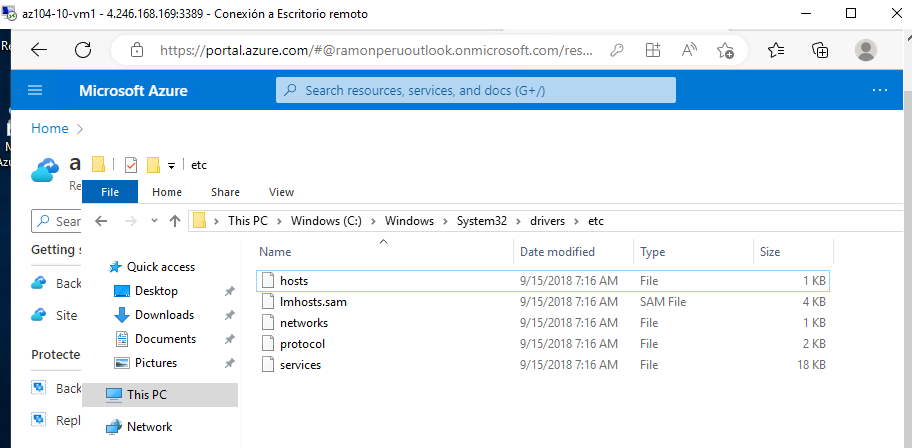 az104-10-vm1 - 4.246.168.169:3389 - Conexión a Escritorio remoto
https://portal.azure.com/#@ramonperuoutlook.onmicrosoft.com/res...
Microsoft Azure
Search resources, services, and docs (G+/)
Home
a
Re
etc
File Home Share View
Sear
This PC Windows (C:) Windows System32 drivers etc
Getting s
Back
Site
Protecte
Back
Repl
Quick access
Desktop
Downloads
Documents
Pictures
This PC
Network
Name Date modified Type Size
hosts 9/15/2018 7:16 AM File 1 KB
lmhosts.sam 9/15/2018 7:16 AM SAM File 4 KB
networks 9/15/2018 7:16 AM File 1 KB
protocol 9/15/2018 7:16 AM File 2 KB
services 9/15/2018 7:16 AM File 18 KB